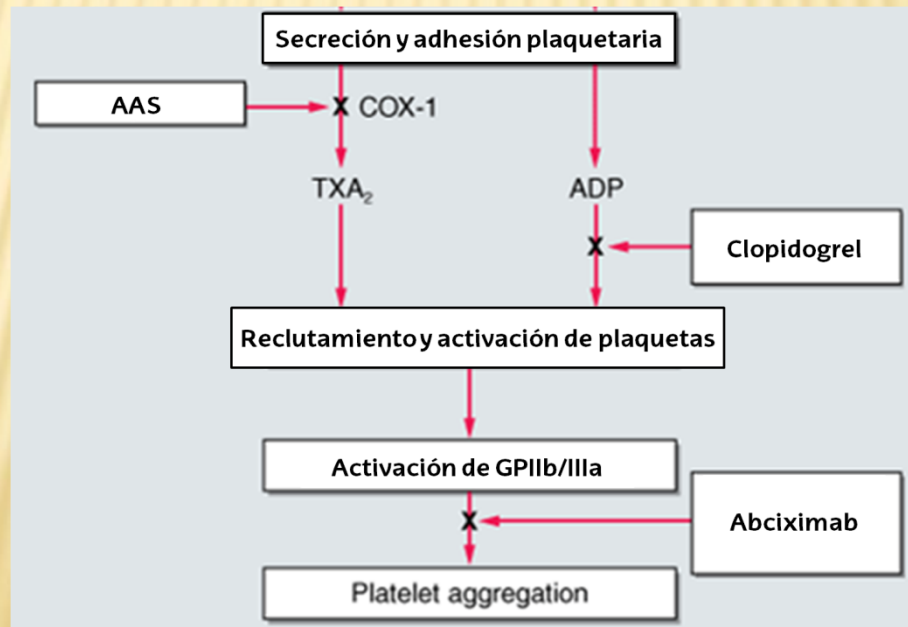 Secreción y adhesión plaquetaria
AAS
X COX-1
TXA₂
ADP
X
Clopidogrel
Reclutamiento y activación de plaquetas
Activación de GPIIb/IIIa
X
Abciximab
Platelet aggregation